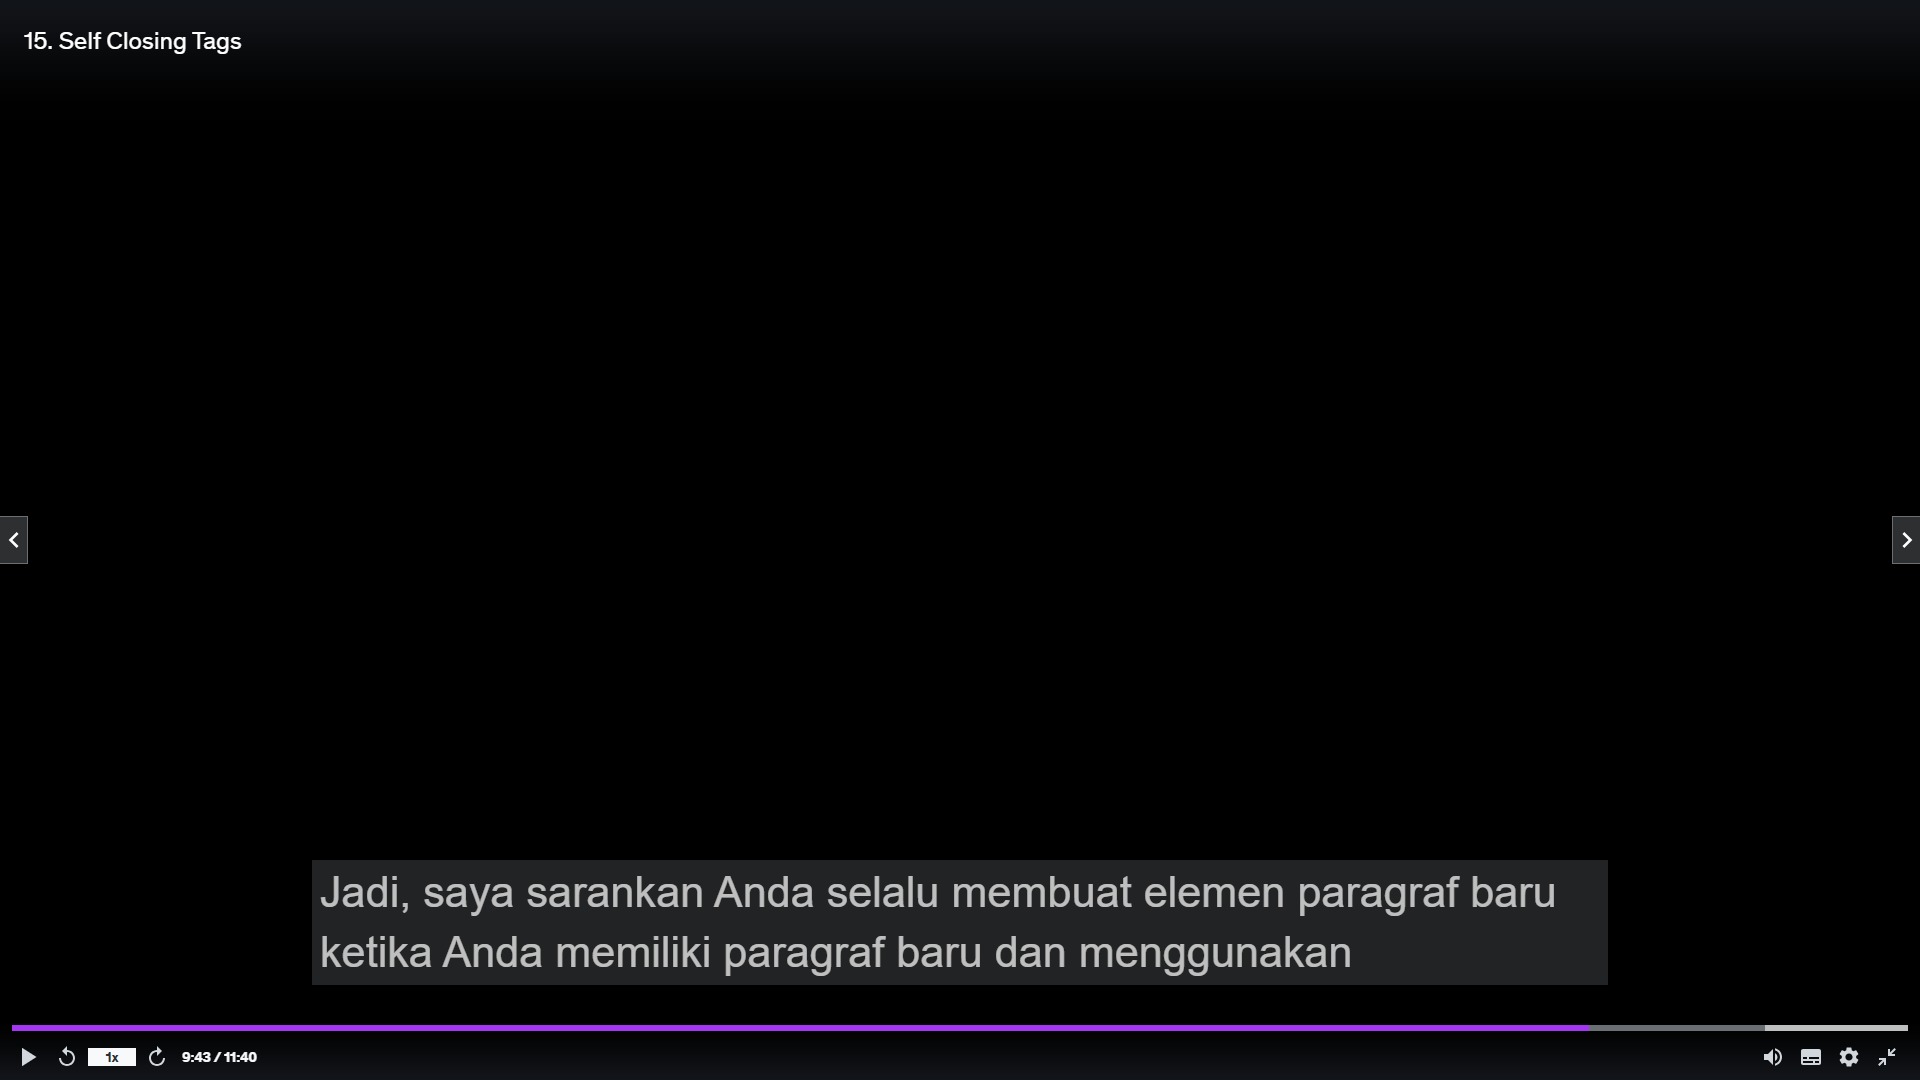 15. Self Closing Tags
Jadi, saya sarankan Anda selalu membuat elemen paragraf baru
ketika Anda memiliki paragraf baru dan menggunakan
1x
9:43 / 11:40